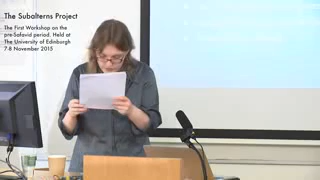 The Subalterns Project
The First Workshop on the
pre-Safavid period. Held at
The University of Edinburgh
7-8 November 2015